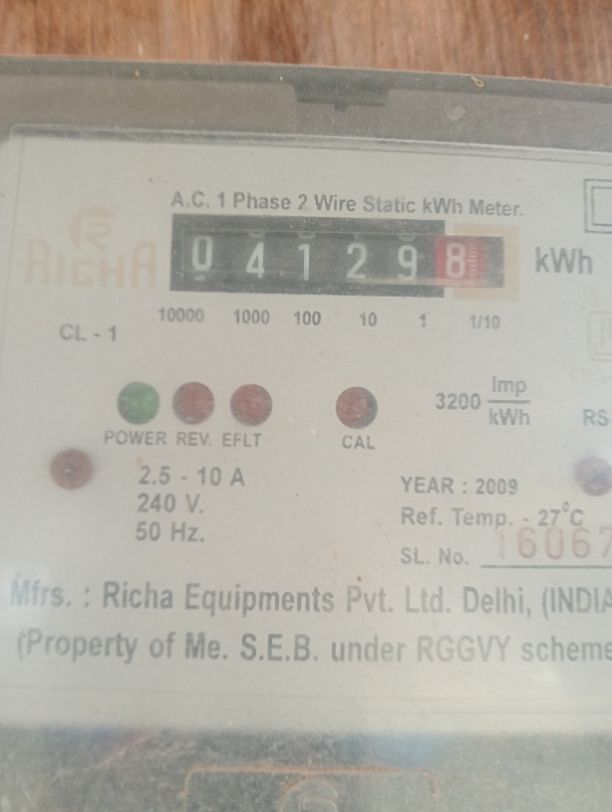 A.C. 1 Phase 2 Wire Static kWh Meter.
RICHA
0 4 1 2 9 8 kWh
10000 1000 100 10 1 1/10
CL - 1
3200 Imp/kWh
POWER REV. EFLT CAL
RS
2.5 - 10 A
240 V.
50 Hz.
YEAR : 2009
Ref. Temp. - 27°C
SL. No. 16067
Mfrs. : Richa Equipments Pvt. Ltd. Delhi, (INDIA
(Property of Me. S.E.B. under RGGVY scheme